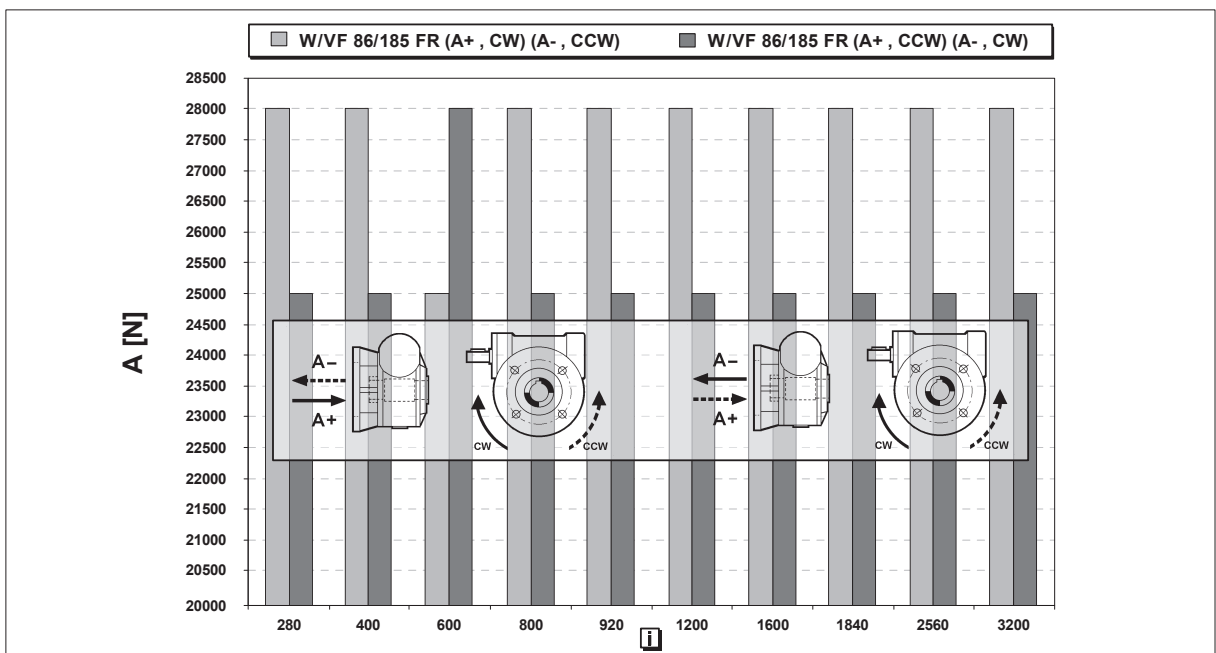 W/VF 86/185 FR (A+ , CW) (A- , CCW)
W/VF 86/185 FR (A+ , CCW) (A- , CW)
28500
28000
27500
27000
26500
26000
25500
25000
24500
24000
23500
23000
22500
22000
21500
21000
20500
20000
A [N]
A–
A+
CW
CCW
A–
A+
CW
CCW
280 400 600 800 920 1200 1600 1840 2560 3200
i